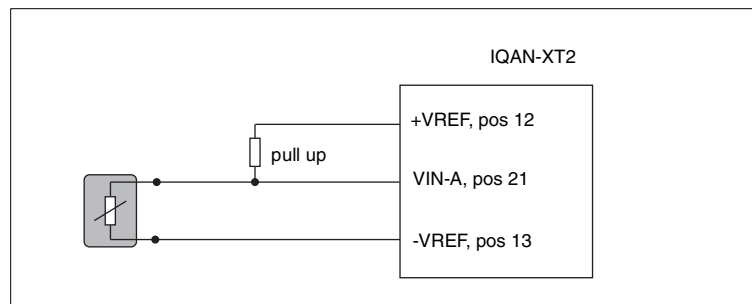 IQAN-XT2
+VREF, pos 12
pull up
VIN-A, pos 21
-VREF, pos 13